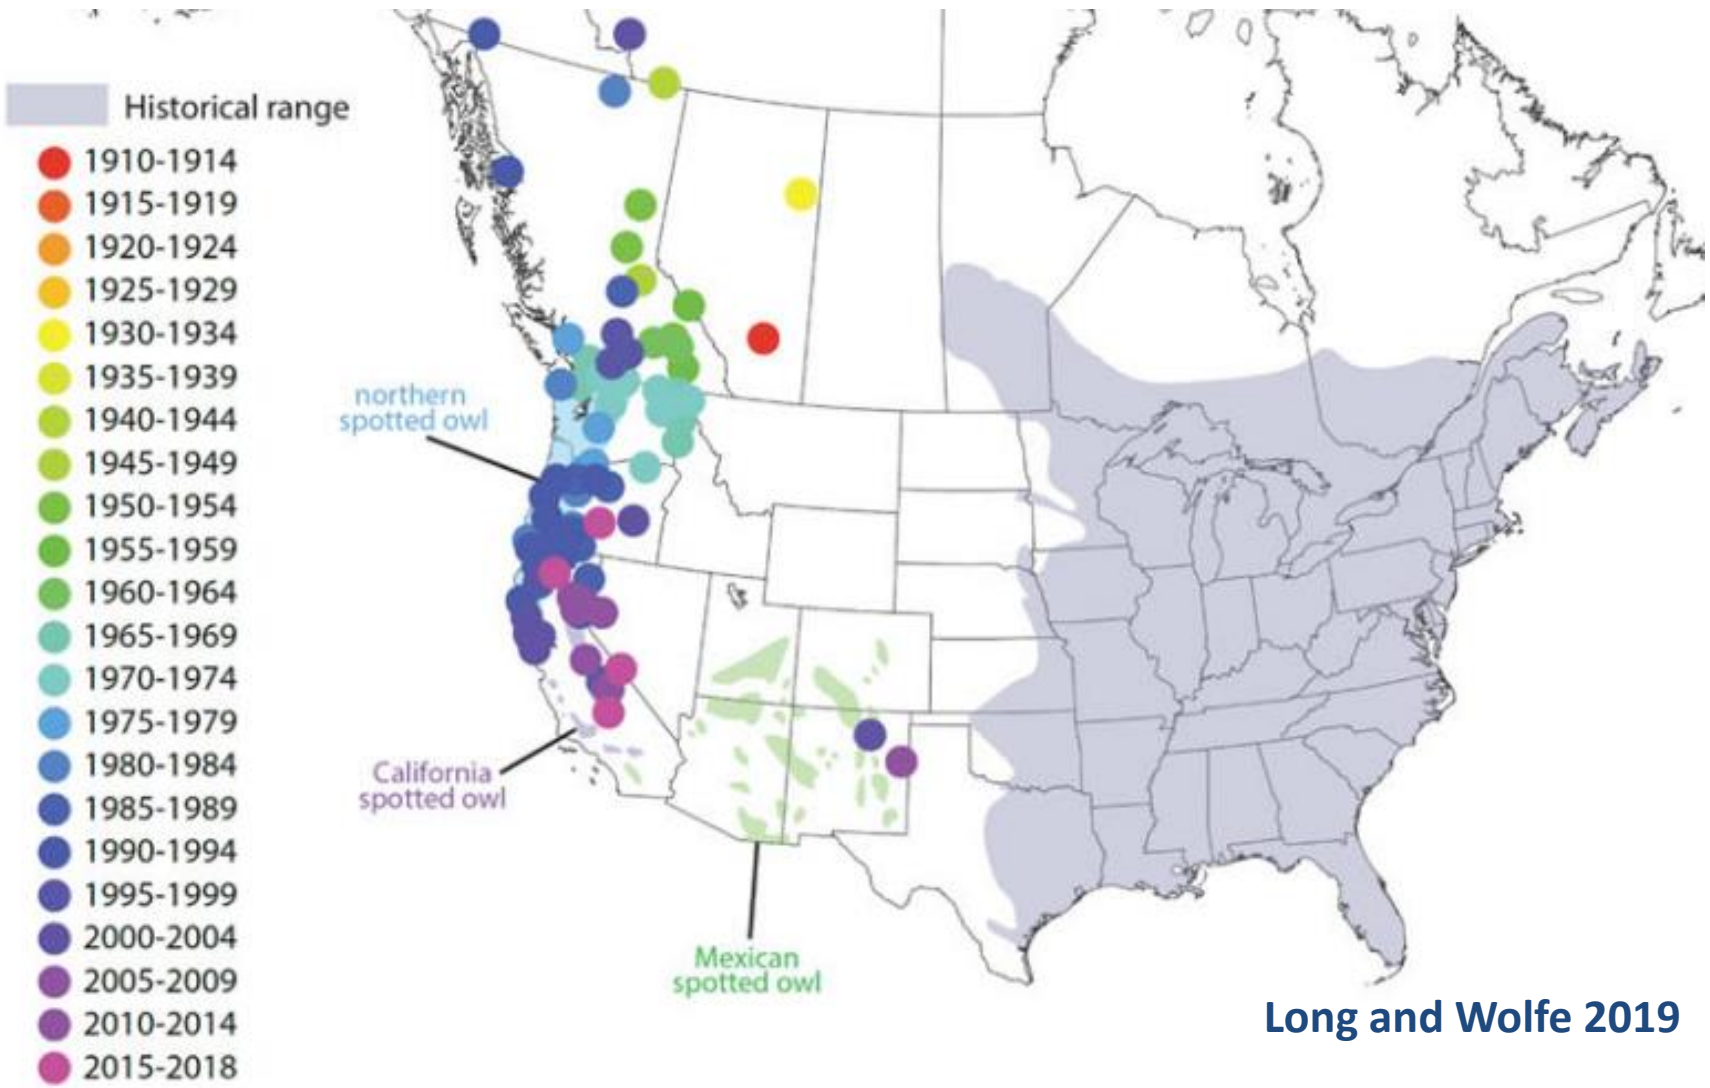 Historical range
1910-1914
1915-1919
1920-1924
1925-1929
1930-1934
1935-1939
1940-1944
1945-1949
1950-1954
1955-1959
1960-1964
1965-1969
1970-1974
1975-1979
1980-1984
1985-1989
1990-1994
1995-1999
2000-2004
2005-2009
2010-2014
2015-2018
northern
spotted owl
California
spotted owl
Mexican
spotted owl
Long and Wolfe 2019